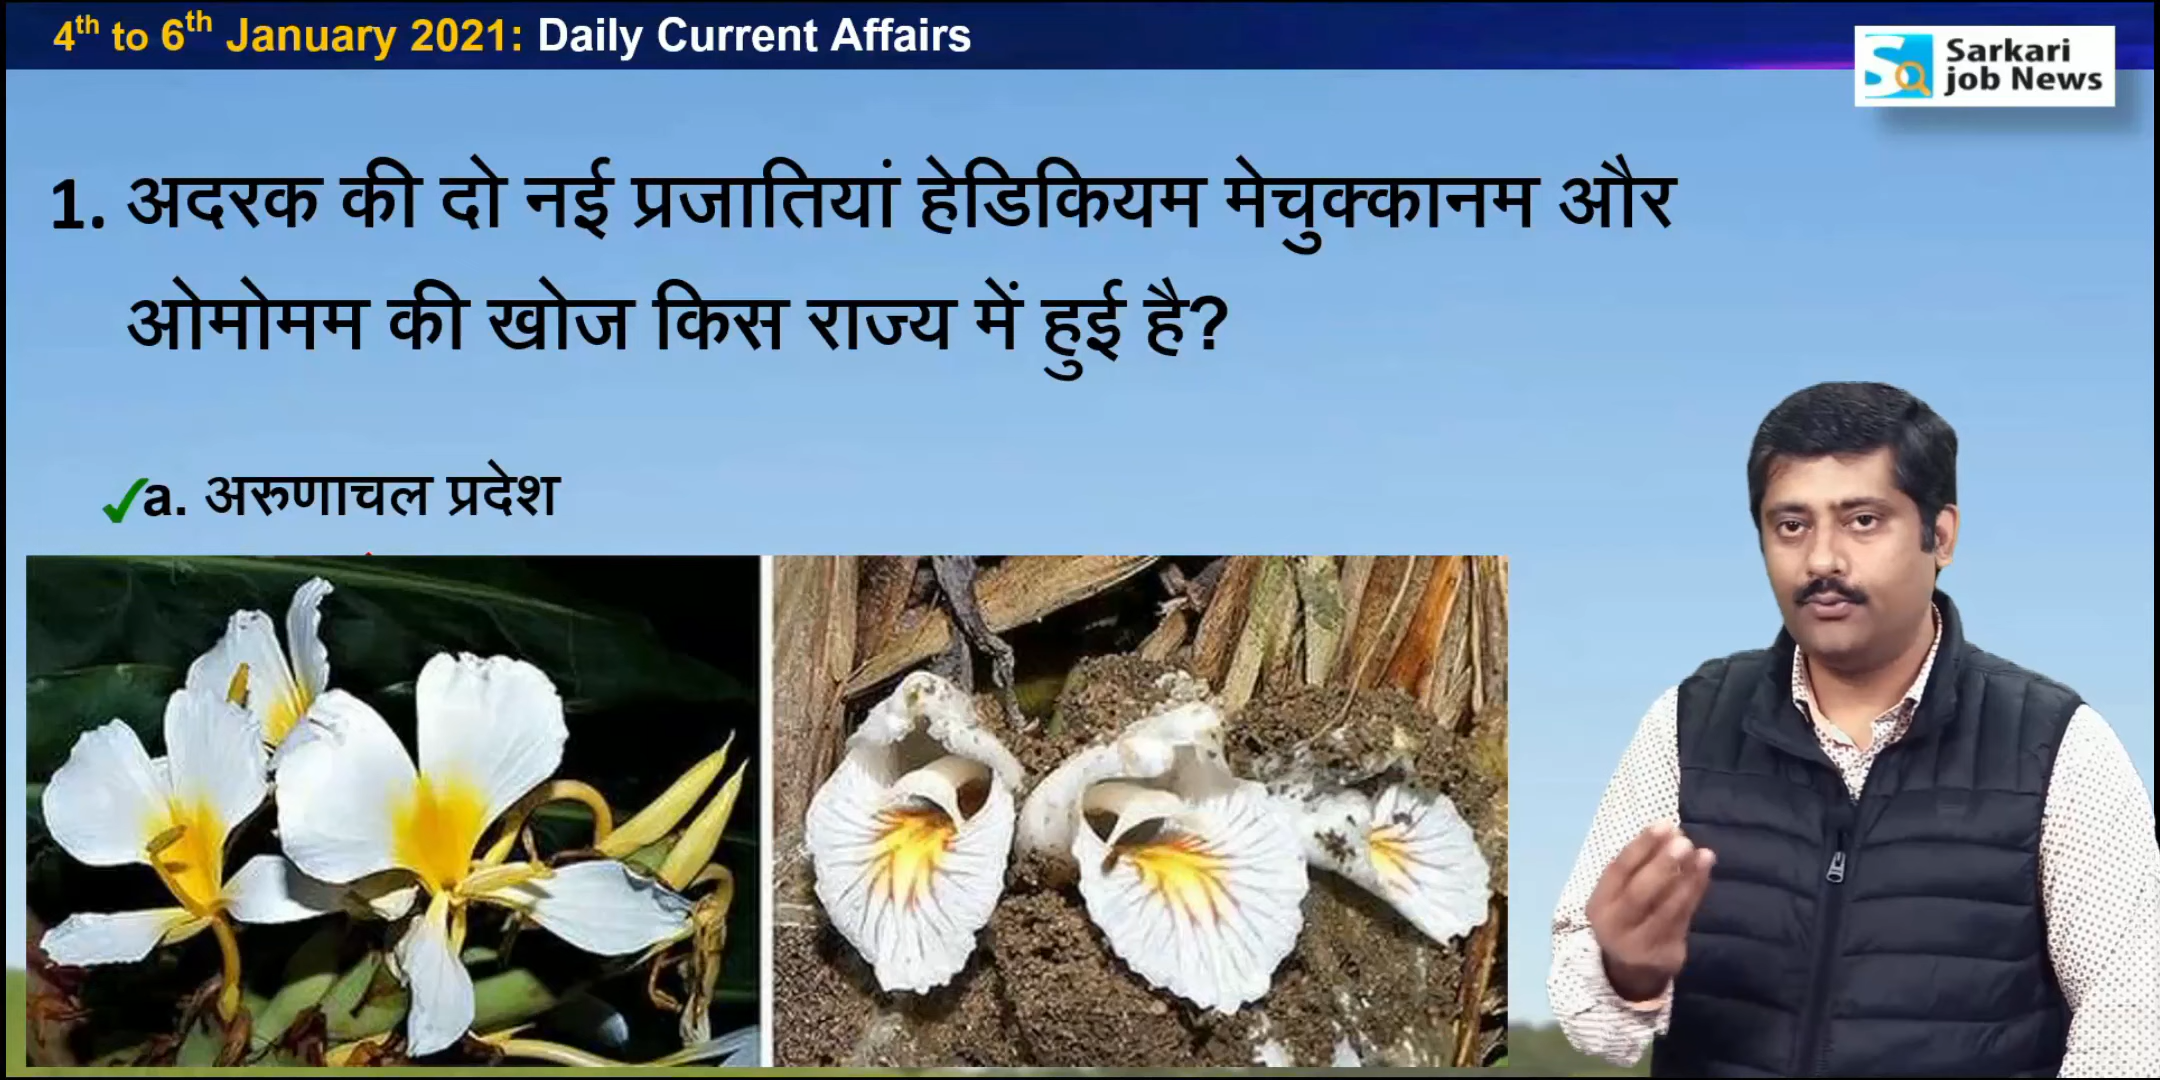 4th to 6th January 2021: Daily Current Affairs
Sarkari
job News
1. अदरक की दो नई प्रजातियां हेडिकियम मेचुक्कानम और
ओमोमम की खोज किस राज्य में हुई है?
✓a. अरुणाचल प्रदेश